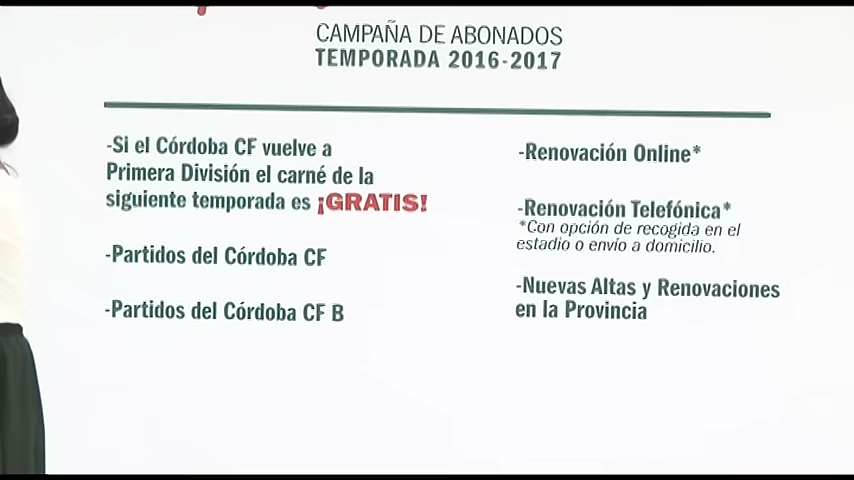 CAMPAÑA DE ABONADOS
TEMPORADA 2016-2017
-Si el Córdoba CF vuelve a
Primera División el carné de la
siguiente temporada es ¡GRATIS!
-Partidos del Córdoba CF
-Partidos del Córdoba CF B
-Renovación Online*
-Renovación Telefónica*
*Con opción de recogida en el
estadio o envío a domicilio.
-Nuevas Altas y Renovaciones
en la Provincia